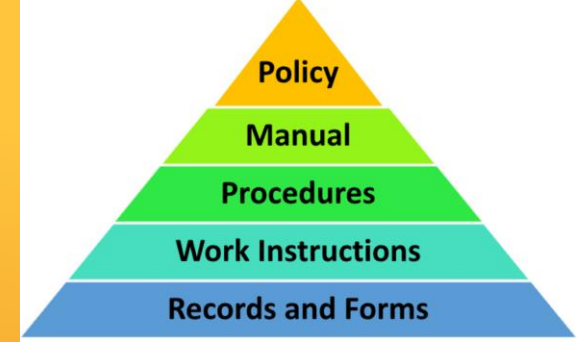 Policy
Manual
Procedures
Work Instructions
Records and Forms